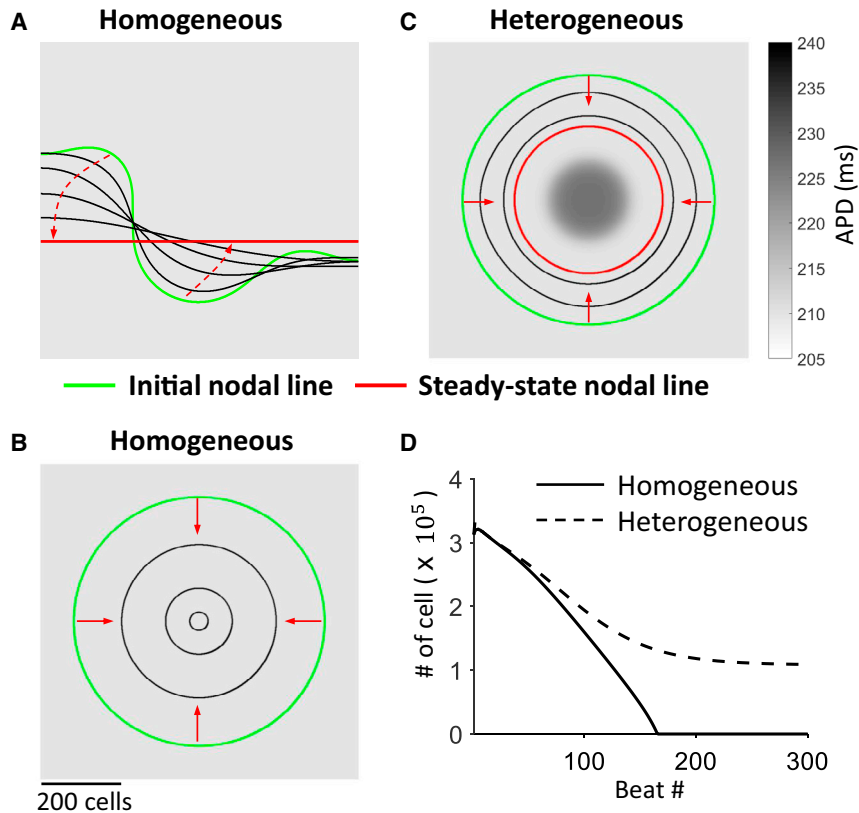 A
Homogeneous
C
Heterogeneous
240
235
230
225
220
215
210
205
APD (ms)
Initial nodal line
Steady-state nodal line
B
Homogeneous
200 cells
D
Homogeneous
Heterogeneous
4
3
2
1
0
# of cell ( x 10⁵)
100
200
300
Beat #